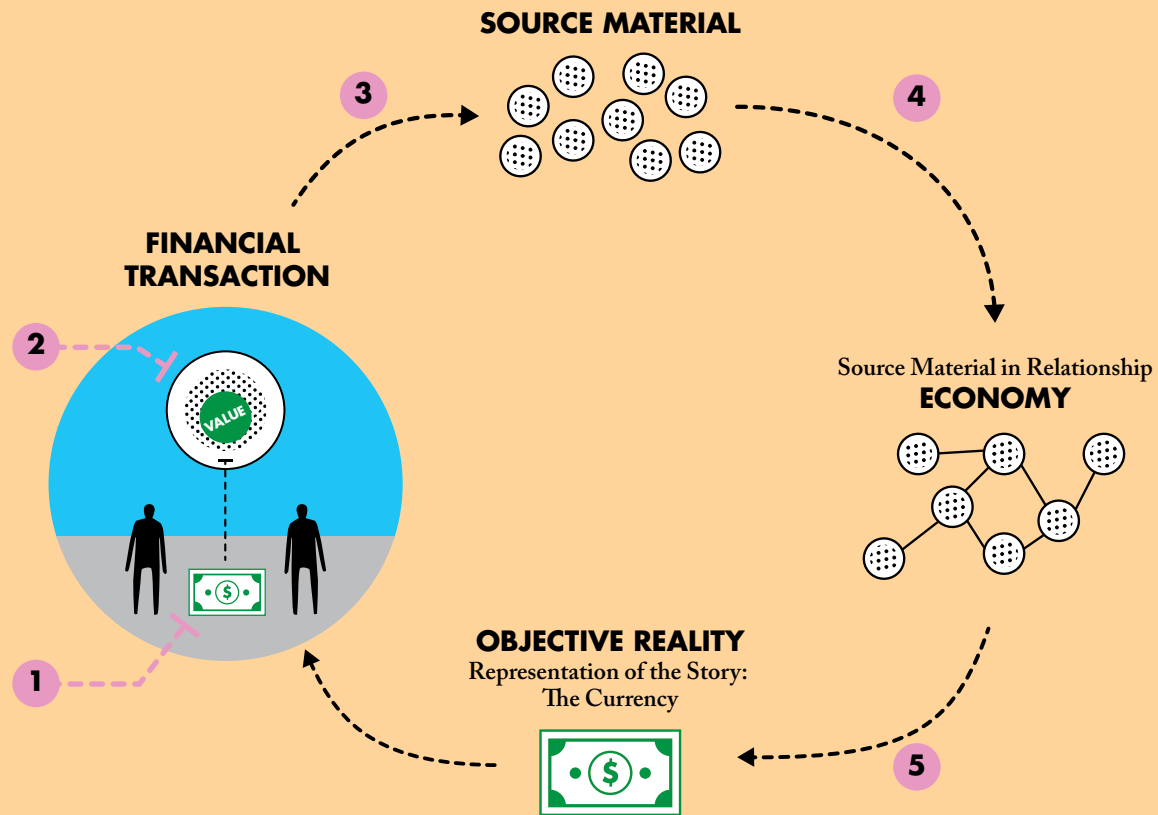 SOURCE MATERIAL
3
4
FINANCIAL
TRANSACTION
2
VALUE
$
1
Source Material in Relationship
ECONOMY
OBJECTIVE REALITY
Representation of the Story:
The Currency
$
5